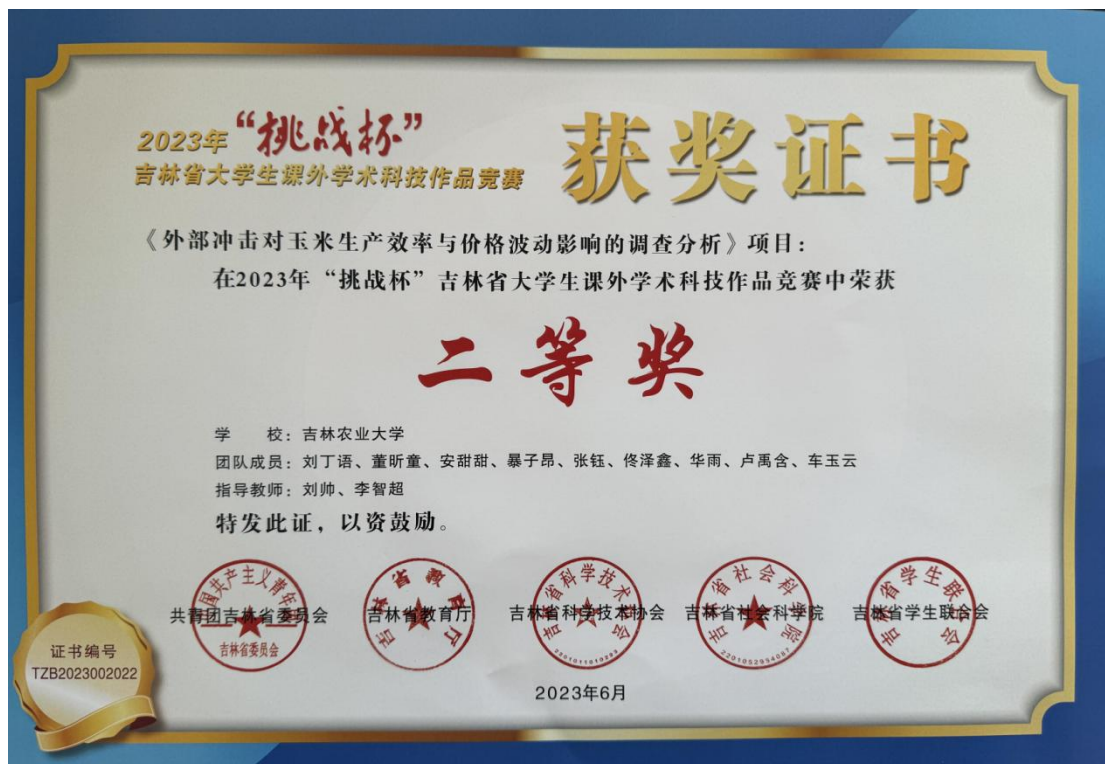 2023年“挑战杯”
吉林省大学生课外学术科技作品竞赛
获奖证书
《外部冲击对玉米生产效率与价格波动影响的调查分析》项目：
在2023年“挑战杯”吉林省大学生课外学术科技作品竞赛中荣获
二等奖
学 校：吉林农业大学
团队成员：刘丁语、董昕童、安甜甜、暴子昂、张钰、佟泽鑫、华雨、卢禹含、车玉云
指导教师：刘帅、李智超
特发此证，以资鼓励。
共青团吉林省委员会 吉林省教育厅 吉林省科学技术协会 吉林省社会科学院 吉林省学生联合会
吉林省委员会
2023年6月
证书编号
TZB2023002022